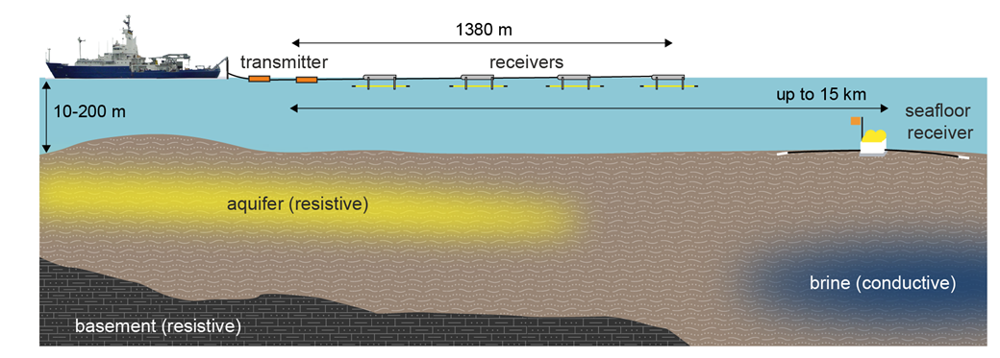 1380 m
transmitter
receivers
up to 15 km
10-200 m
seafloor
receiver
aquifer (resistive)
brine (conductive)
basement (resistive)